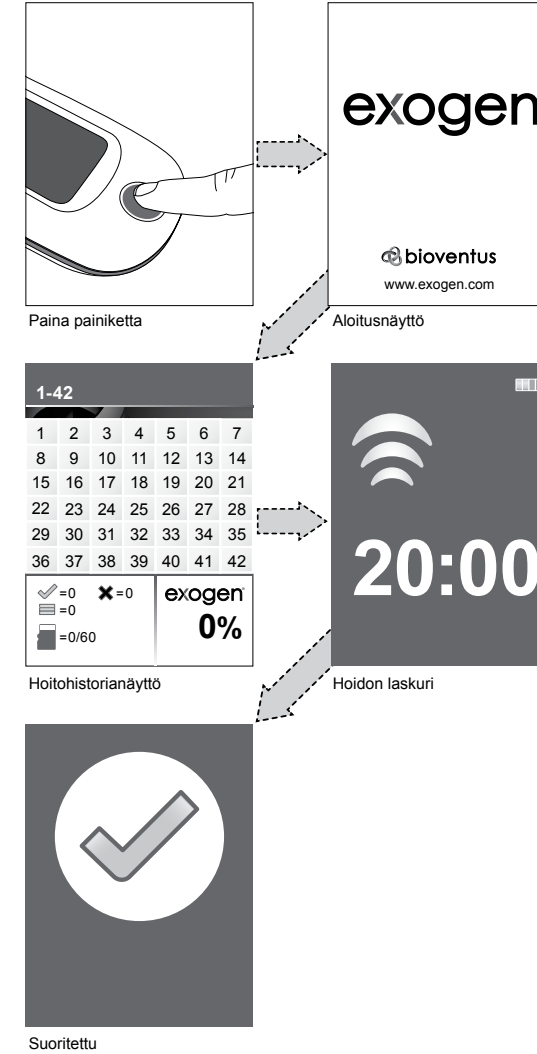 exogen
bioventus
www.exogen.com
Paina painiketta
Aloitusnäyttö
1-42
1 2 3 4 5 6 7
8 9 10 11 12 13 14
15 16 17 18 19 20 21
22 23 24 25 26 27 28
29 30 31 32 33 34 35
36 37 38 39 40 41 42
=0 =0
=0
=0/60
exogen
0%
20:00
Hoitohistorianäyttö
Hoidon laskuri
Suoritettu